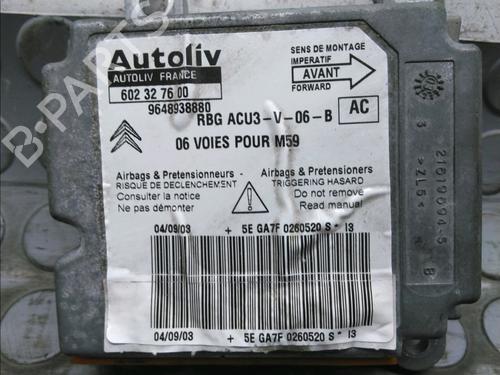 Autoliv
AUTOLIV FRANCE
602 32 76 00
9648938880
SENS DE MONTAGE
IMPERATIF
AVANT
FORWARD
RBG ACU3-V-06-B
AC
06 VOIES POUR M59
Airbags & Pretensionneurs
RISQUE DE DECLENCHEMENT
Consulter la notice
Ne pas démonter
Airbags & Pretensioners
TRIGGERING HASARD
Do not remove
Read manual
04/09/03 + 5E GA7F 0260520 S * I3
04/09/03 + 5E GA7F 0260520 S * I3
B-PARTS